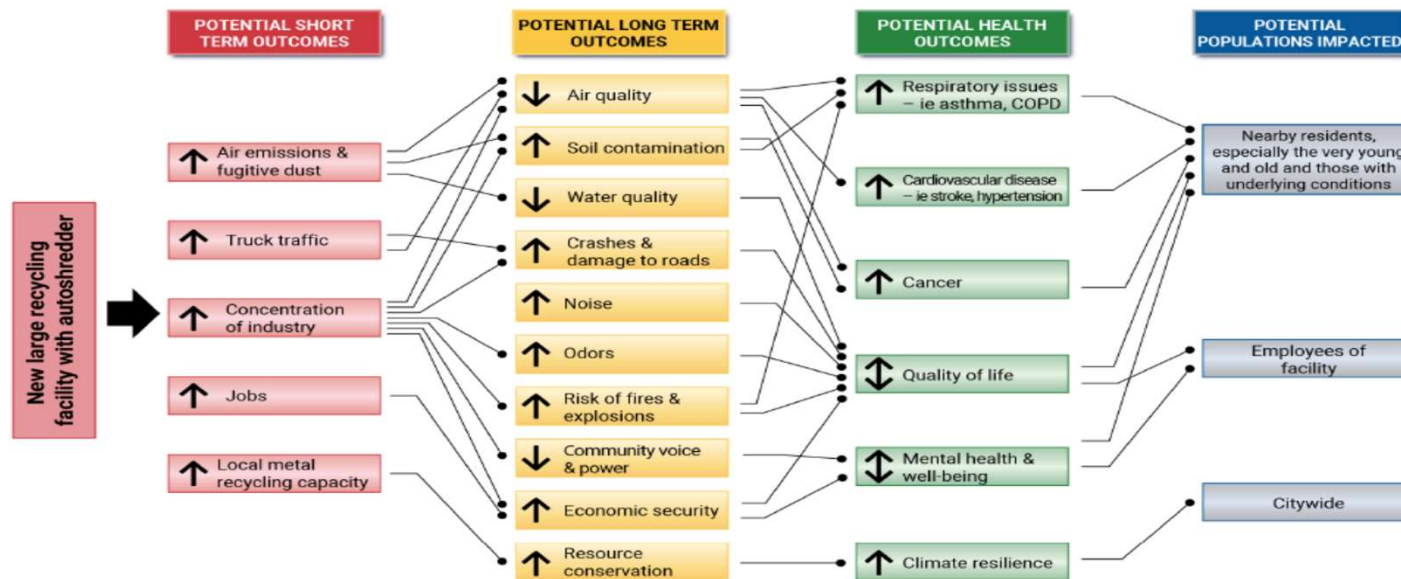 POTENTIAL SHORT
TERM OUTCOMES
POTENTIAL LONG TERM
OUTCOMES
POTENTIAL HEALTH
OUTCOMES
POTENTIAL
POPULATIONS IMPACTED
New large recycling
facility with autoshredder
Air emissions &
fugitive dust
Truck traffic
Concentration
of industry
Jobs
Local metal
recycling capacity
Air quality
Soil contamination
Water quality
Crashes &
damage to roads
Noise
Odors
Risk of fires &
explosions
Community voice
& power
Economic security
Resource
conservation
Respiratory issues
– ie asthma, COPD
Cardiovascular disease
– ie stroke, hypertension
Cancer
Quality of life
Mental health &
well-being
Climate resilience
Nearby residents,
especially the very young
and old and those with
underlying conditions
Employees of
facility
Citywide